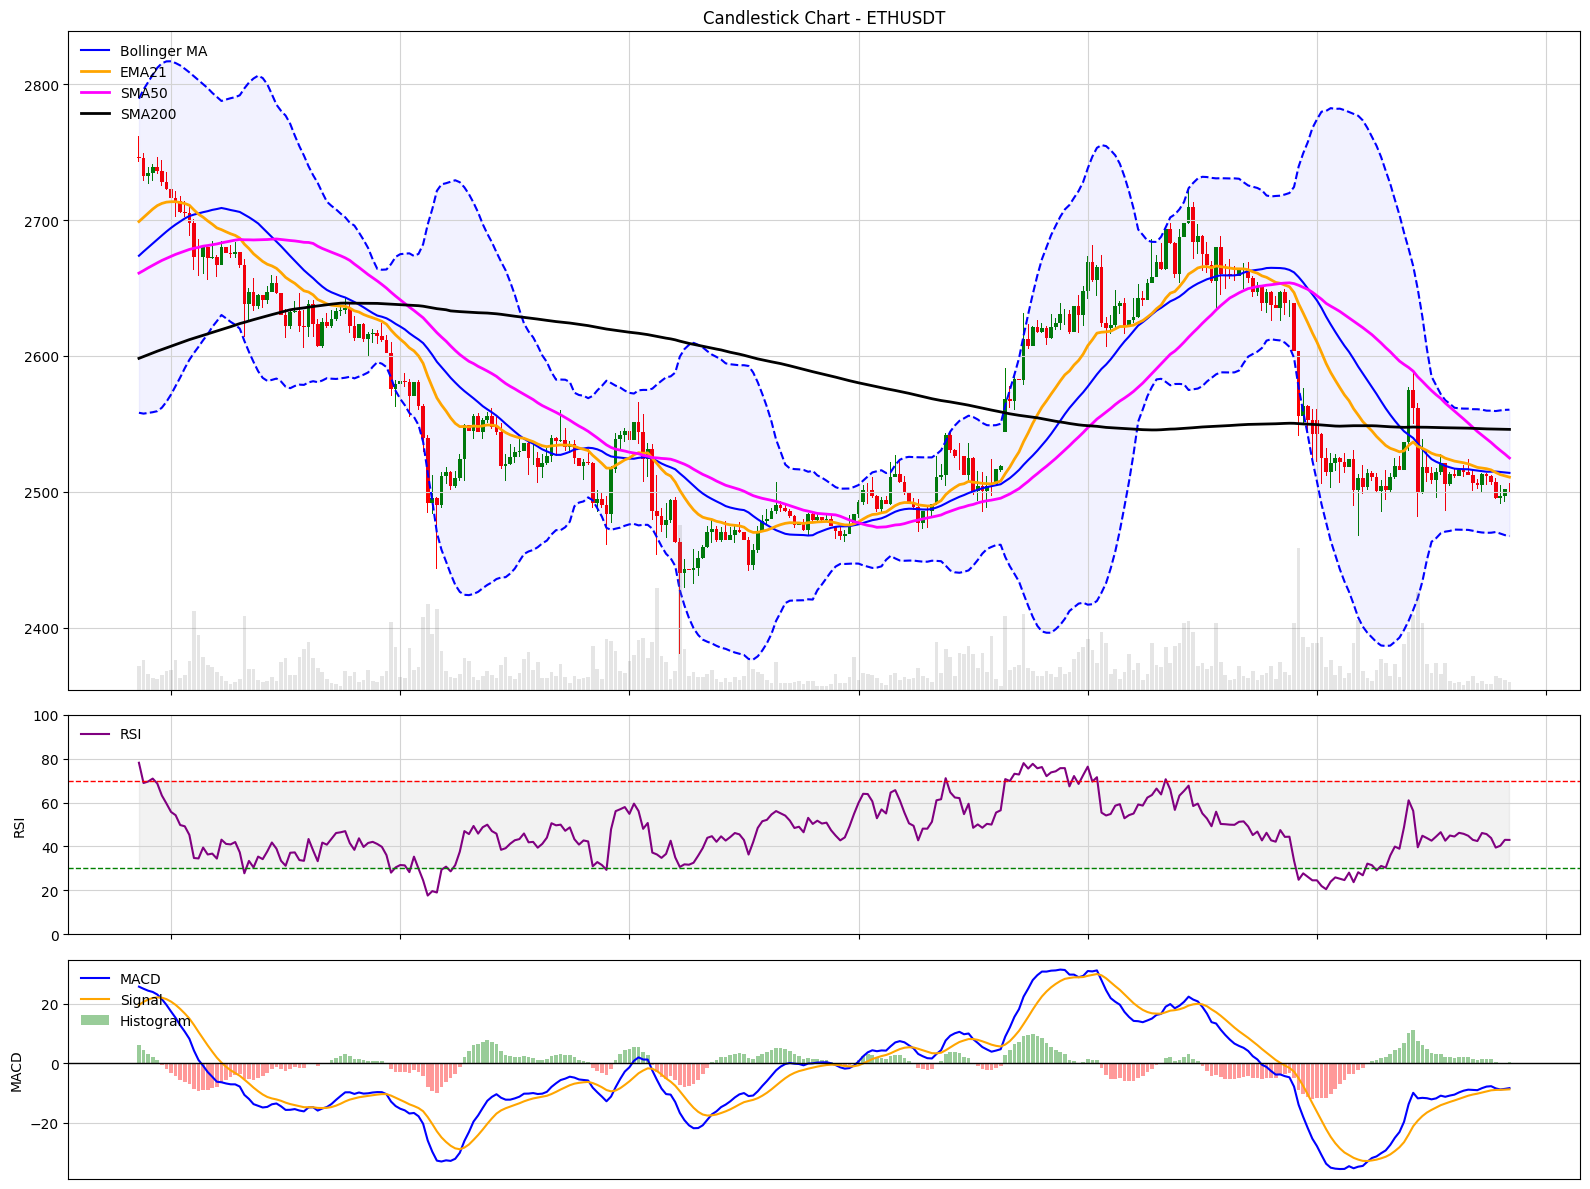 Candlestick Chart - ETHUSDT
Bollinger MA
EMA21
SMA50
SMA200
2800
2700
2600
2500
2400
RSI
100
80
60
40
20
0
RSI
MACD
Signal
Histogram
20
0
−20
MACD